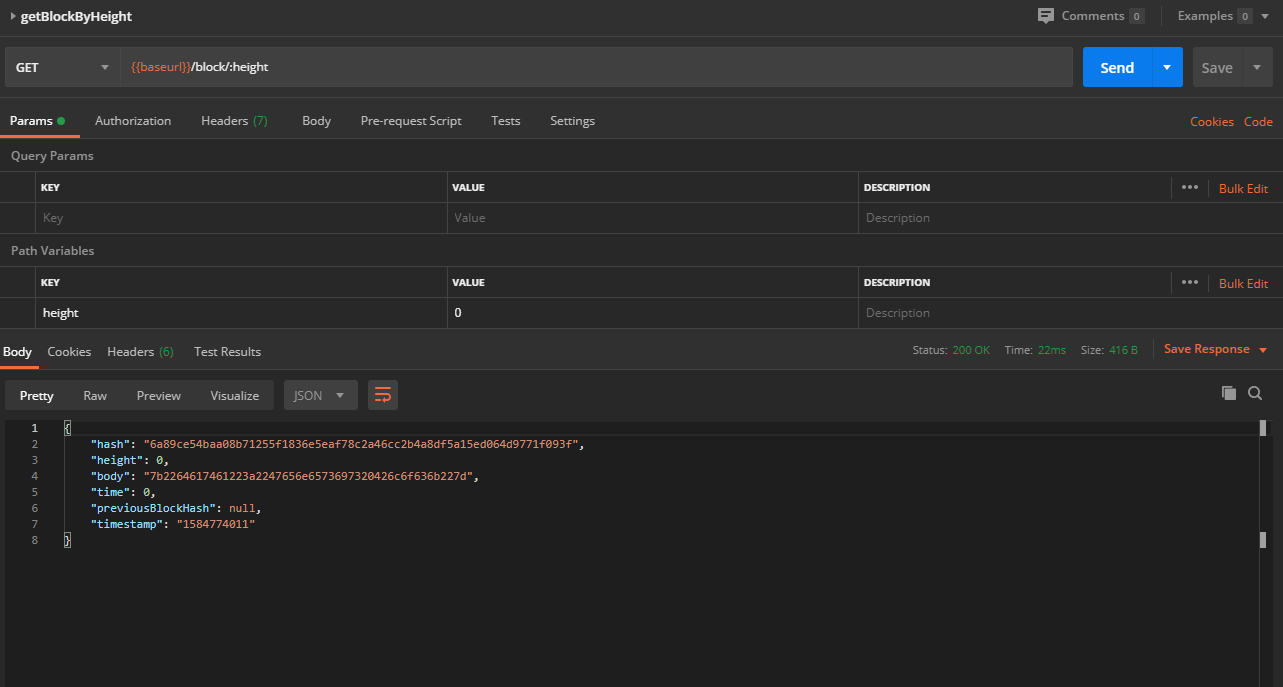 getBlockByHeight Comments 0 Examples 0
GET {{baseurl}}/block/:height Send Save
Params Authorization Headers (7) Body Pre-request Script Tests Settings Cookies Code
Query Params
KEY VALUE DESCRIPTION ••• Bulk Edit
Key Value Description
Path Variables
KEY VALUE DESCRIPTION ••• Bulk Edit
height 0 Description
Body Cookies Headers (6) Test Results Status: 200 OK Time: 22ms Size: 416 B Save Response
Pretty Raw Preview Visualize JSON
1 {
2 "hash": "6a89ce54baa08b71255f1836e5eaf78c2a46cc2b4a8df5a15ed064d9771f093f",
3 "height": 0,
4 "body": "7b2264617461223a2247656e6573697320426c6f636b227d",
5 "time": 0,
6 "previousBlockHash": null,
7 "timestamp": "1584774011"
8 }